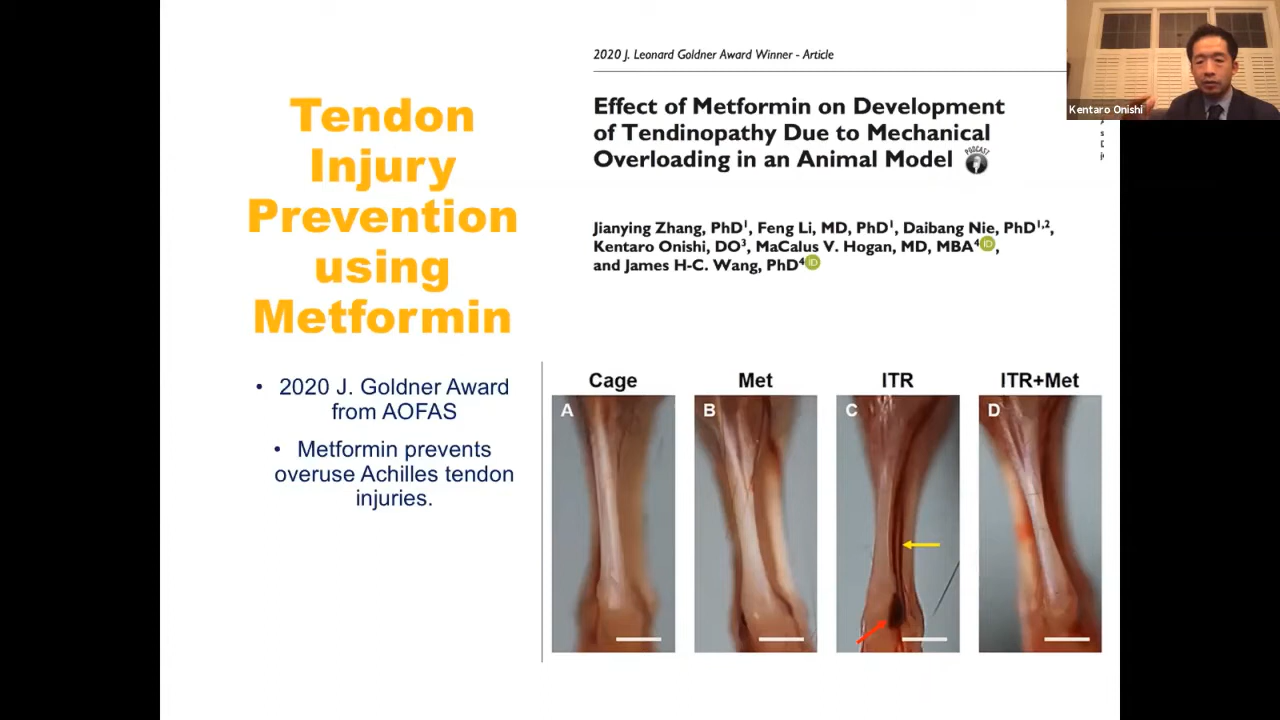 Tendon
Injury
Prevention
using
Metformin
• 2020 J. Goldner Award
from AOFAS
• Metformin prevents
overuse Achilles tendon
injuries.
2020 J. Leonard Goldner Award Winner - Article
Effect of Metformin on Development
of Tendinopathy Due to Mechanical
Overloading in an Animal Model
PODCAST
Jianying Zhang, PhD¹, Feng Li, MD, PhD¹, Daibang Nie, PhD¹,²,
Kentaro Onishi, DO³, MaCalus V. Hogan, MD, MBA⁴ iD,
and James H-C. Wang, PhD⁴ iD
Cage Met ITR ITR+Met
A B C D
Kentaro Onishi